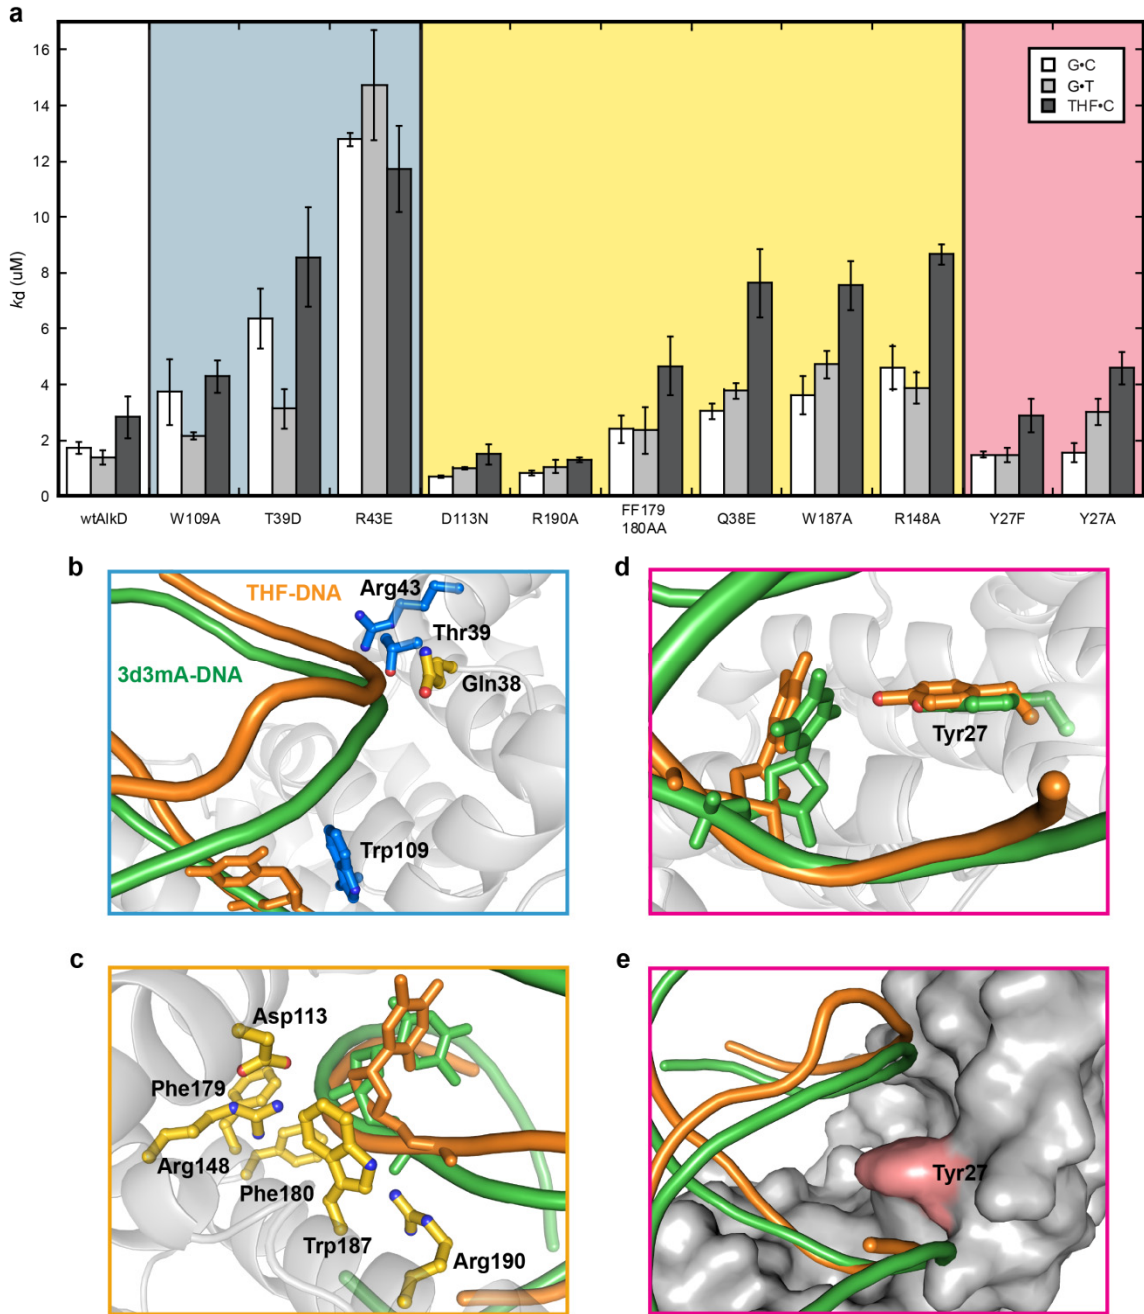 a
16
14
12
10
8
6
4
2
0
kd (uM)
G•C
G•T
THF•C
wtAlkD
W109A
T39D
R43E
D113N
R190A
FF179
180AA
Q38E
W187A
R148A
Y27F
Y27A
b
THF-DNA
3d3mA-DNA
Arg43
Thr39
Gln38
Trp109
d
Tyr27
c
Asp113
Phe179
Arg148
Phe180
Trp187
Arg190
e
Tyr27